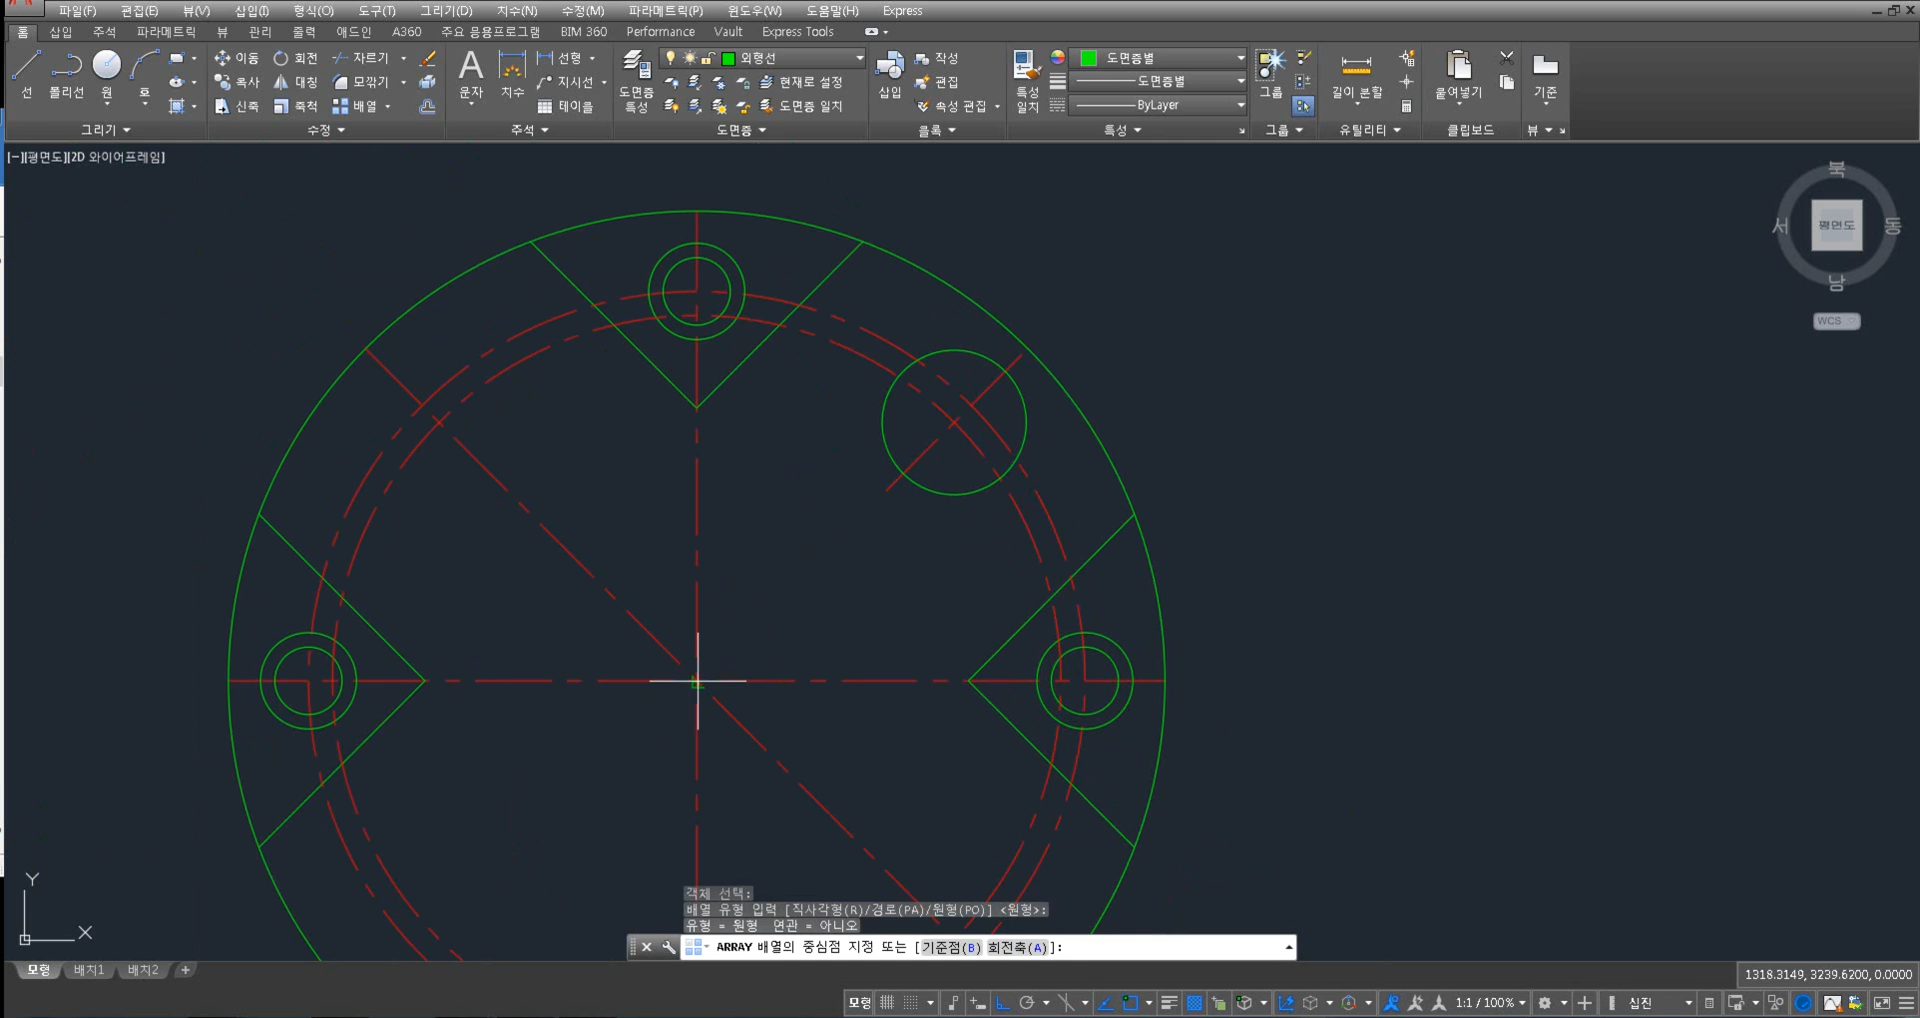 파일(F) 편집(E) 뷰(V) 삽입(I) 형식(O) 도구(T) 그리기(D) 치수(N) 수정(M) 파라메트릭(P) 윈도우(W) 도움말(H) Express
홈 삽입 주석 파라메트릭 뷰 관리 출력 애드인 A360 주요 응용프로그램 BIM 360 Performance Vault Express Tools
선 폴리선 원 호
그리기
이동 회전 자르기
복사 대칭 모깎기
신축 축척 배열
수정
문자 치수
선형
지시선
테이블
주석
도면층
특성
외형선
현재로 설정
도면층 일치
도면층
삽입
작성
편집
속성 편집
블록
특성
일치
도면층별
도면층별
ByLayer
특성
그룹
그룹
길이 분할
유틸리티
붙여넣기
클립보드
기준
뷰
[-][평면도][2D 와이어프레임]
북
서 평면도 동
남
WCS
Y
X
객체 선택:
배열 유형 입력 [직사각형(R)/경로(PA)/원형(PO)] <원형>:
유형 = 원형 연관 = 아니오
ARRAY 배열의 중심점 지정 또는 [기준점(B) 회전축(A)]:
모형 배치1 배치2 +
1318.3149, 3239.6200, 0.0000
모형 1:1 / 100% 십진